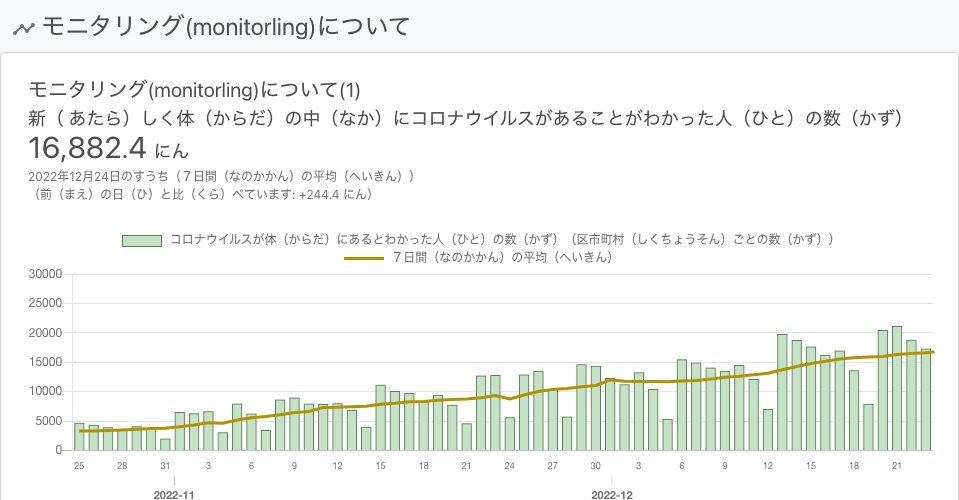 モニタリング(monitorling)について
モニタリング(monitorling)について(1)
新（ あたら）しく体（からだ）の中（なか）にコロナウイルスがあることがわかった人（ひと）の数（かず）
16,882.4 にん
2022年12月24日のすうち（７日間（なのかかん）の平均（へいきん））
（前（まえ）の日（ひ）と比（くら）べています: +244.4 にん）
コロナウイルスが体（からだ）にあるとわかった人（ひと）の数（かず）（区市町村（しくちょうそん）ごとの数（かず））
７日間（なのかかん）の平均（へいきん）
30000
25000
20000
15000
10000
5000
0
25 28 31 3 6 9 12 15 18 21 24 27 30 3 6 9 12 15 18 21
2022-11 2022-12